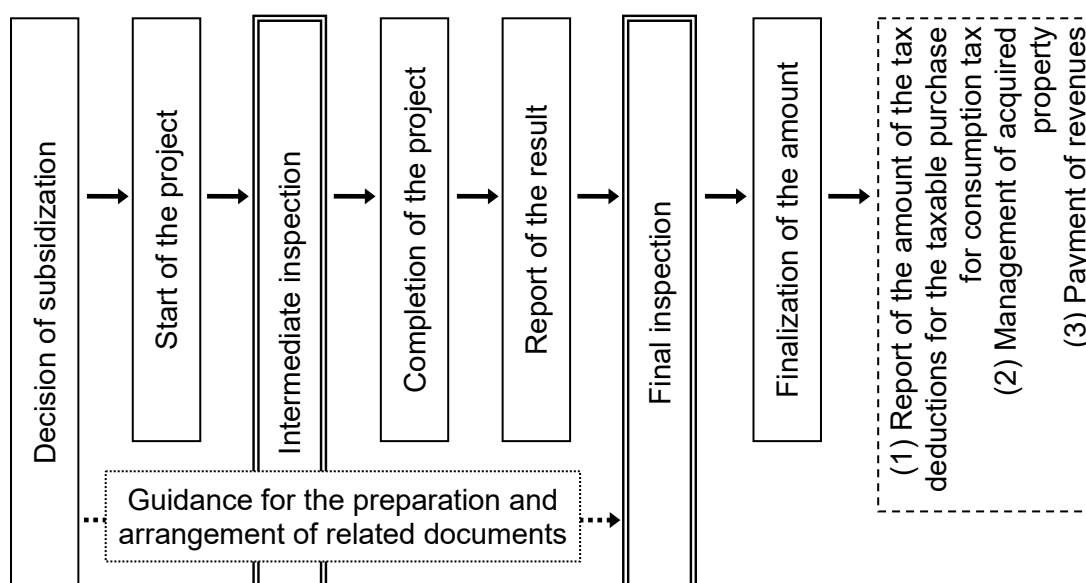 Decision of subsidization
Start of the project
Intermediate inspection
Completion of the project
Report of the result
Final inspection
Finalization of the amount
(1) Report of the amount of the tax
deductions for the taxable purchase
for consumption tax
(2) Management of acquired
property
(3) Payment of revenues
Guidance for the preparation and
arrangement of related documents